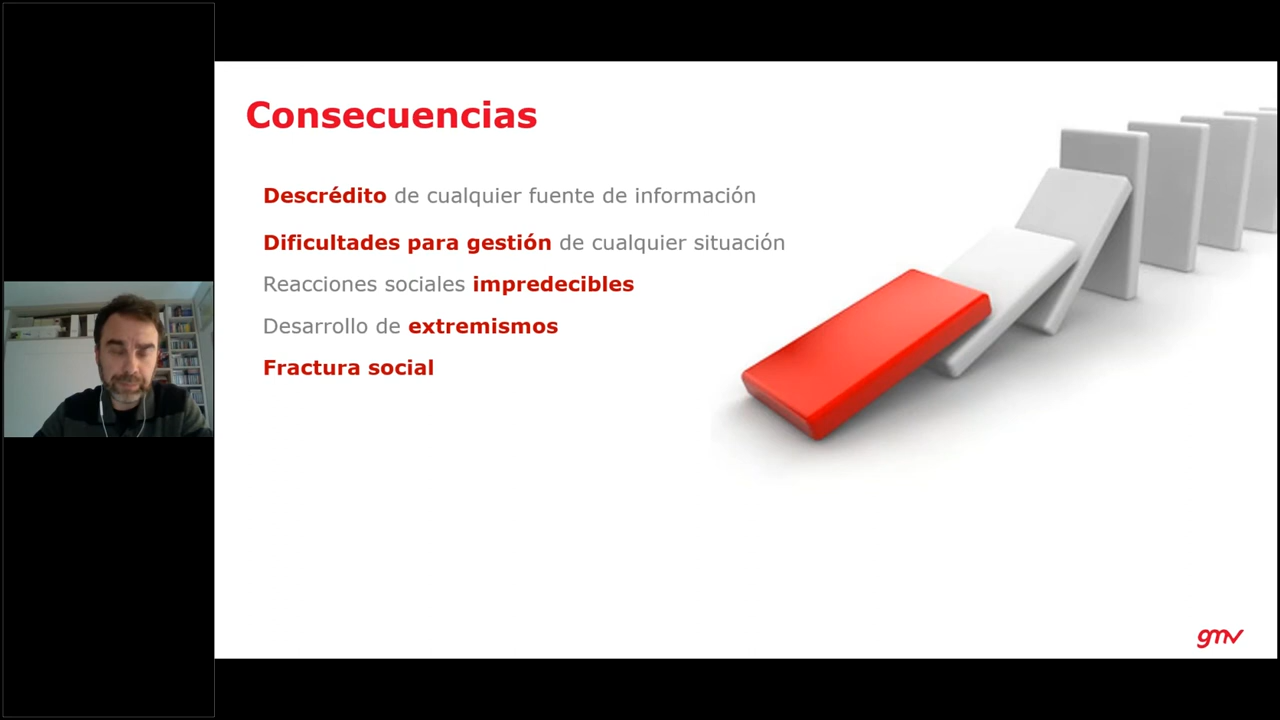 Consecuencias
Descrédito de cualquier fuente de información
Dificultades para gestión de cualquier situación
Reacciones sociales impredecibles
Desarrollo de extremismos
Fractura social
gmv